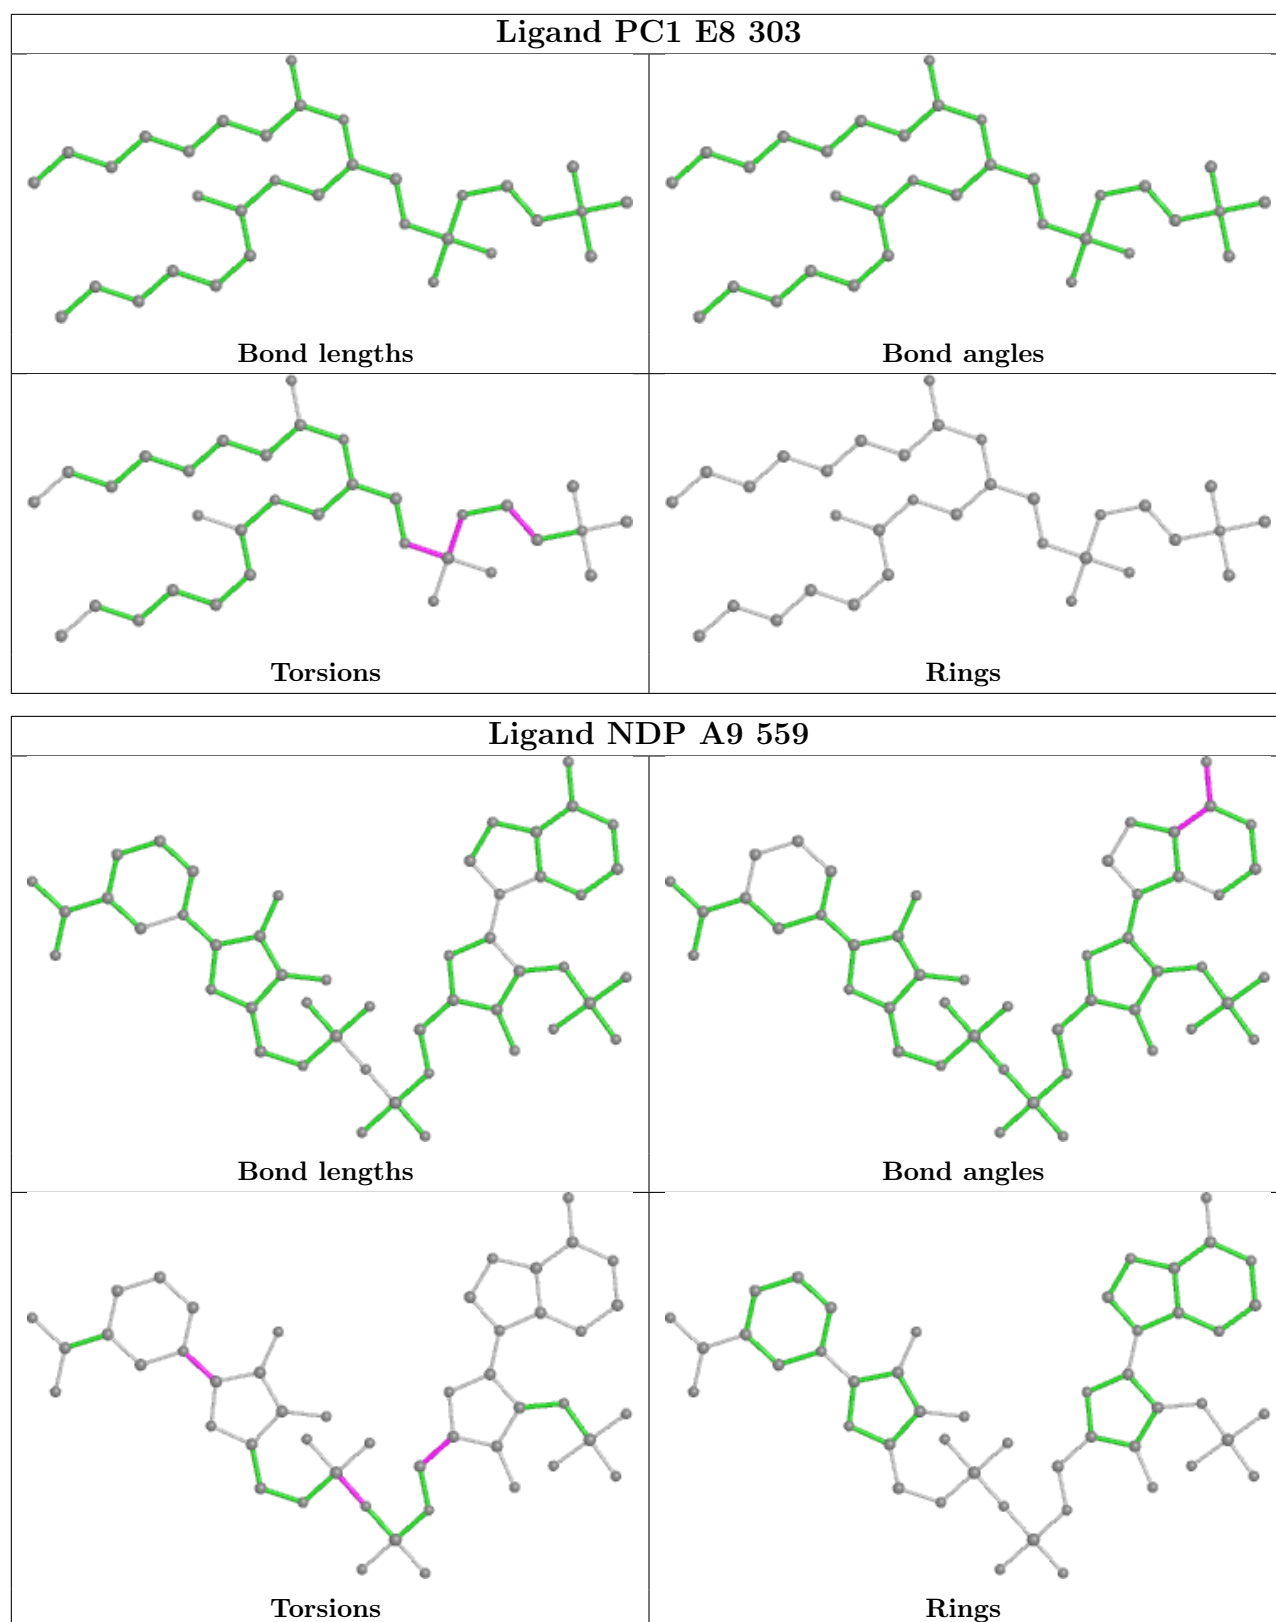 Ligand PC1 E8 303
Bond lengths
Bond angles
Torsions
Rings
Ligand NDP A9 559
Bond lengths
Bond angles
Torsions
Rings